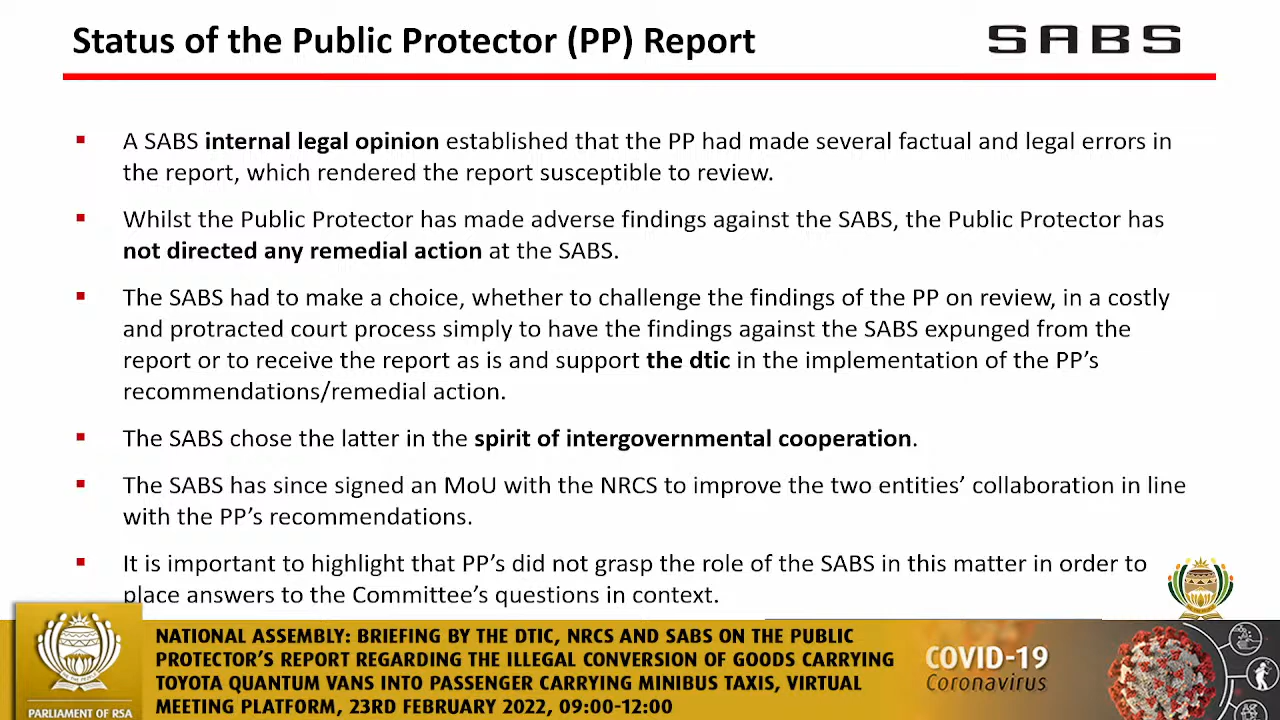 Status of the Public Protector (PP) Report
SABS
A SABS internal legal opinion established that the PP had made several factual and legal errors in
the report, which rendered the report susceptible to review.
Whilst the Public Protector has made adverse findings against the SABS, the Public Protector has
not directed any remedial action at the SABS.
The SABS had to make a choice, whether to challenge the findings of the PP on review, in a costly
and protracted court process simply to have the findings against the SABS expunged from the
report or to receive the report as is and support the dtic in the implementation of the PP’s
recommendations/remedial action.
The SABS chose the latter in the spirit of intergovernmental cooperation.
The SABS has since signed an MoU with the NRCS to improve the two entities’ collaboration in line
with the PP’s recommendations.
It is important to highlight that PP’s did not grasp the role of the SABS in this matter in order to
place answers to the Committee’s questions in context.
NATIONAL ASSEMBLY: BRIEFING BY THE DTIC, NRCS AND SABS ON THE PUBLIC
PROTECTOR’S REPORT REGARDING THE ILLEGAL CONVERSION OF GOODS CARRYING
TOYOTA QUANTUM VANS INTO PASSENGER CARRYING MINIBUS TAXIS, VIRTUAL
MEETING PLATFORM, 23RD FEBRUARY 2022, 09:00-12:00
PARLIAMENT OF RSA
COVID-19
Coronavirus